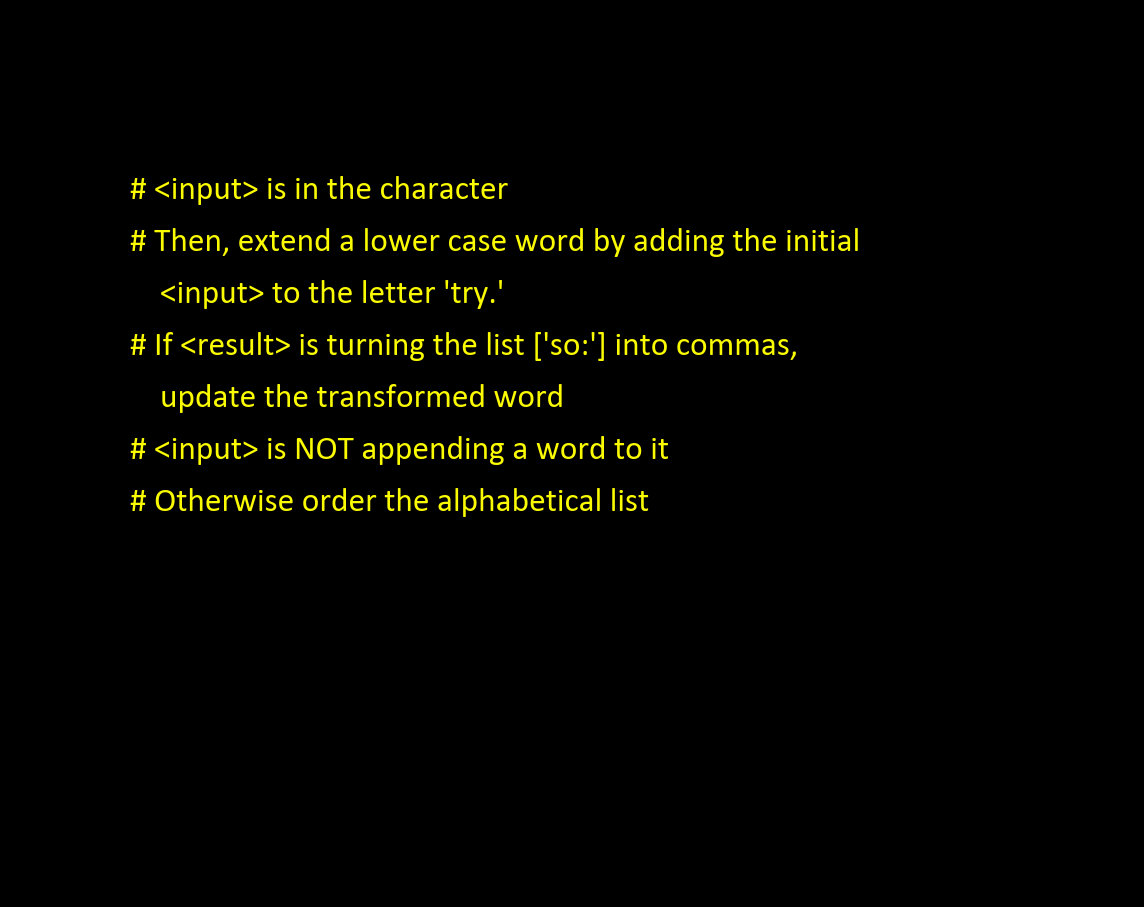 # <input> is in the character
# Then, extend a lower case word by adding the initial
<input> to the letter 'try.'
# If <result> is turning the list ['so:'] into commas,
update the transformed word
# <input> is NOT appending a word to it
# Otherwise order the alphabetical list